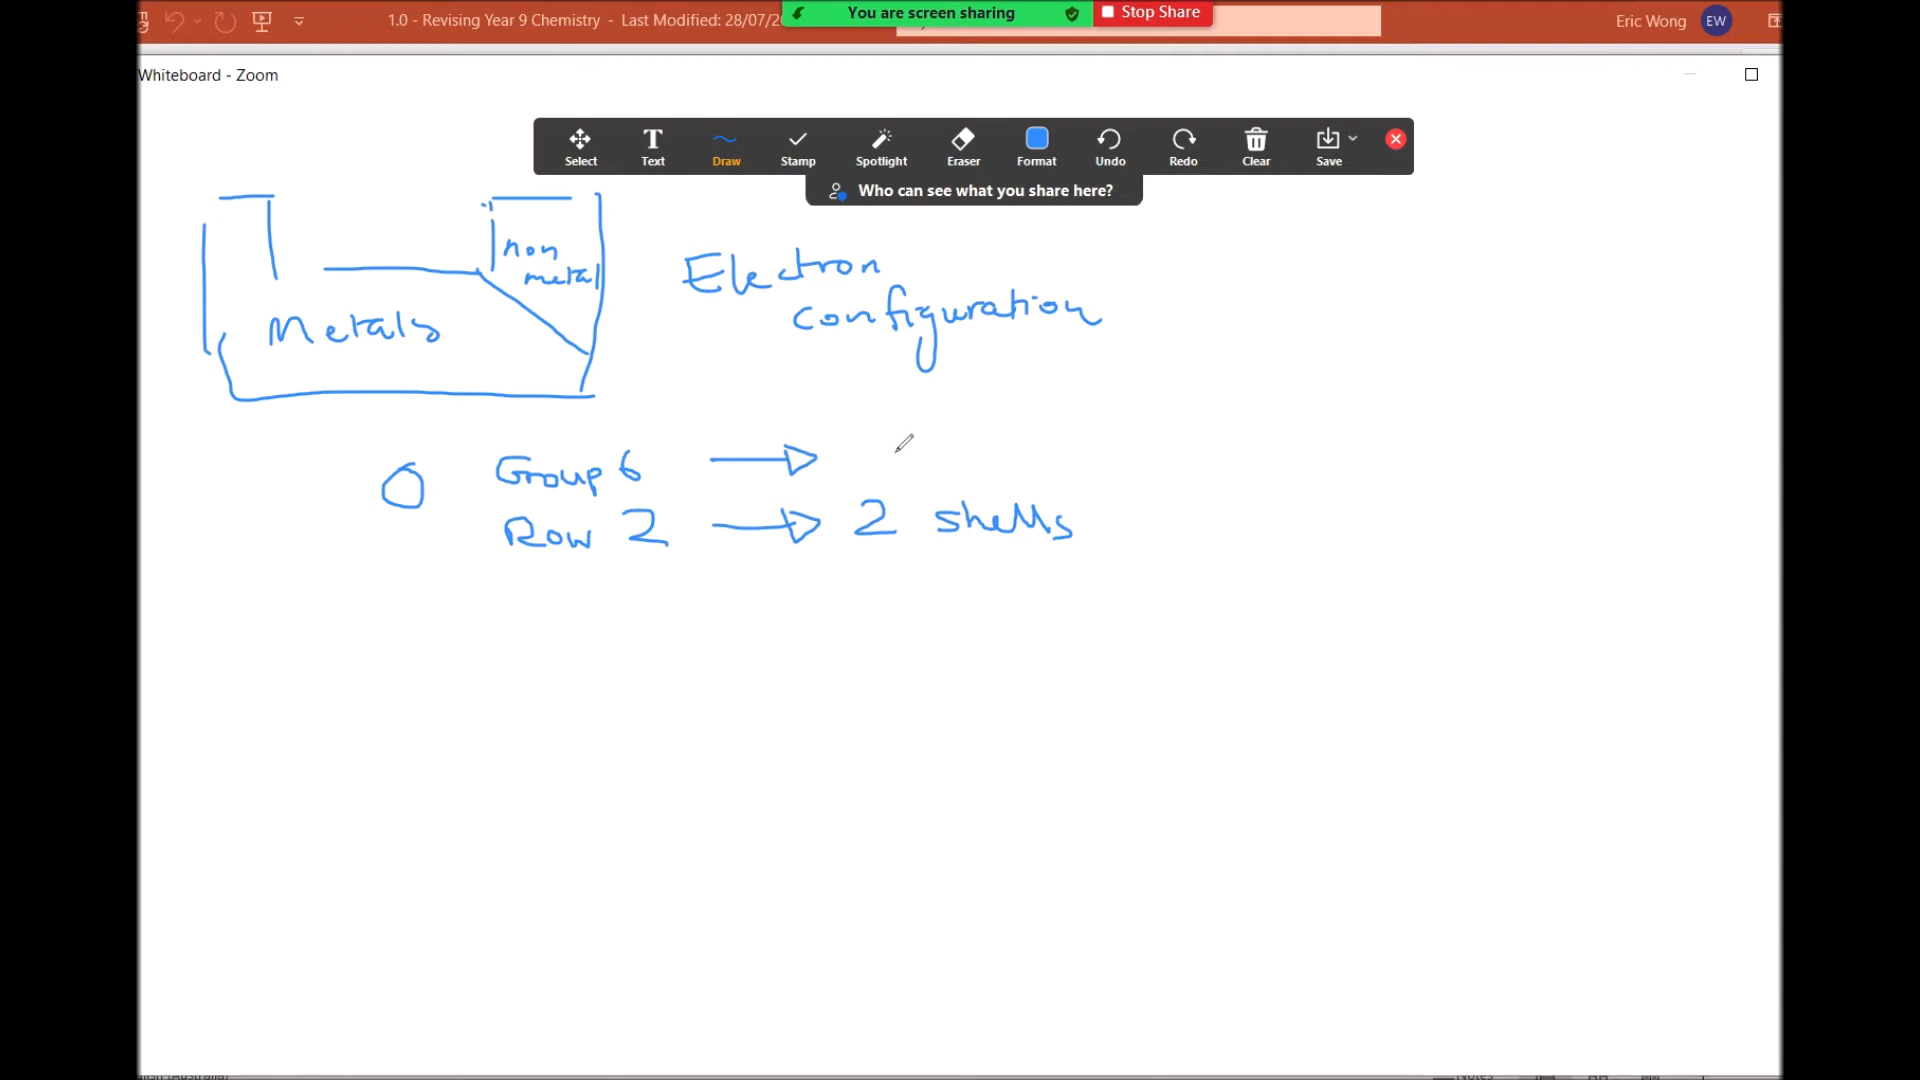 1.0 - Revising Year 9 Chemistry - Last Modified: 28/07/2
You are screen sharing
Stop Share
Eric Wong
EW
Whiteboard - Zoom
Select
Text
Draw
Stamp
Spotlight
Eraser
Format
Undo
Redo
Clear
Save
Who can see what you share here?
non
metal
Metals
Electron
configuration
O Group 6
Row 2 2 shells